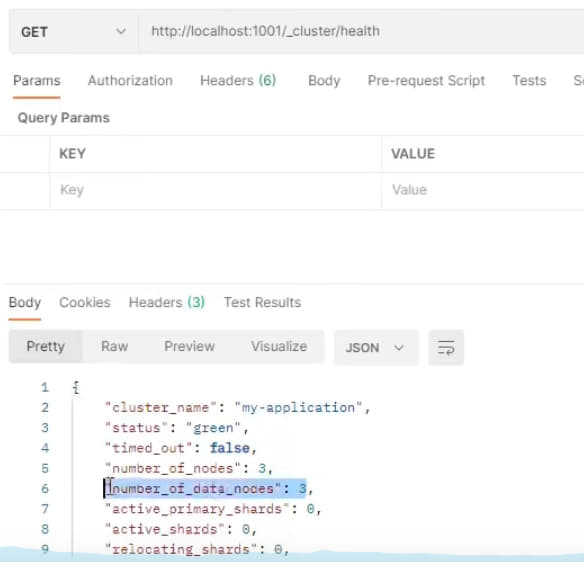 GET http://localhost:1001/_cluster/health
Params Authorization Headers (6) Body Pre-request Script Tests S
Query Params
KEY VALUE
Key Value
Body Cookies Headers (3) Test Results
Pretty Raw Preview Visualize JSON
1 {
2 "cluster_name": "my-application",
3 "status": "green",
4 "timed_out": false,
5 "number_of_nodes": 3,
6 "number_of_data_nodes": 3,
7 "active_primary_shards": 0,
8 "active_shards": 0,
9 "relocating_shards": 0,